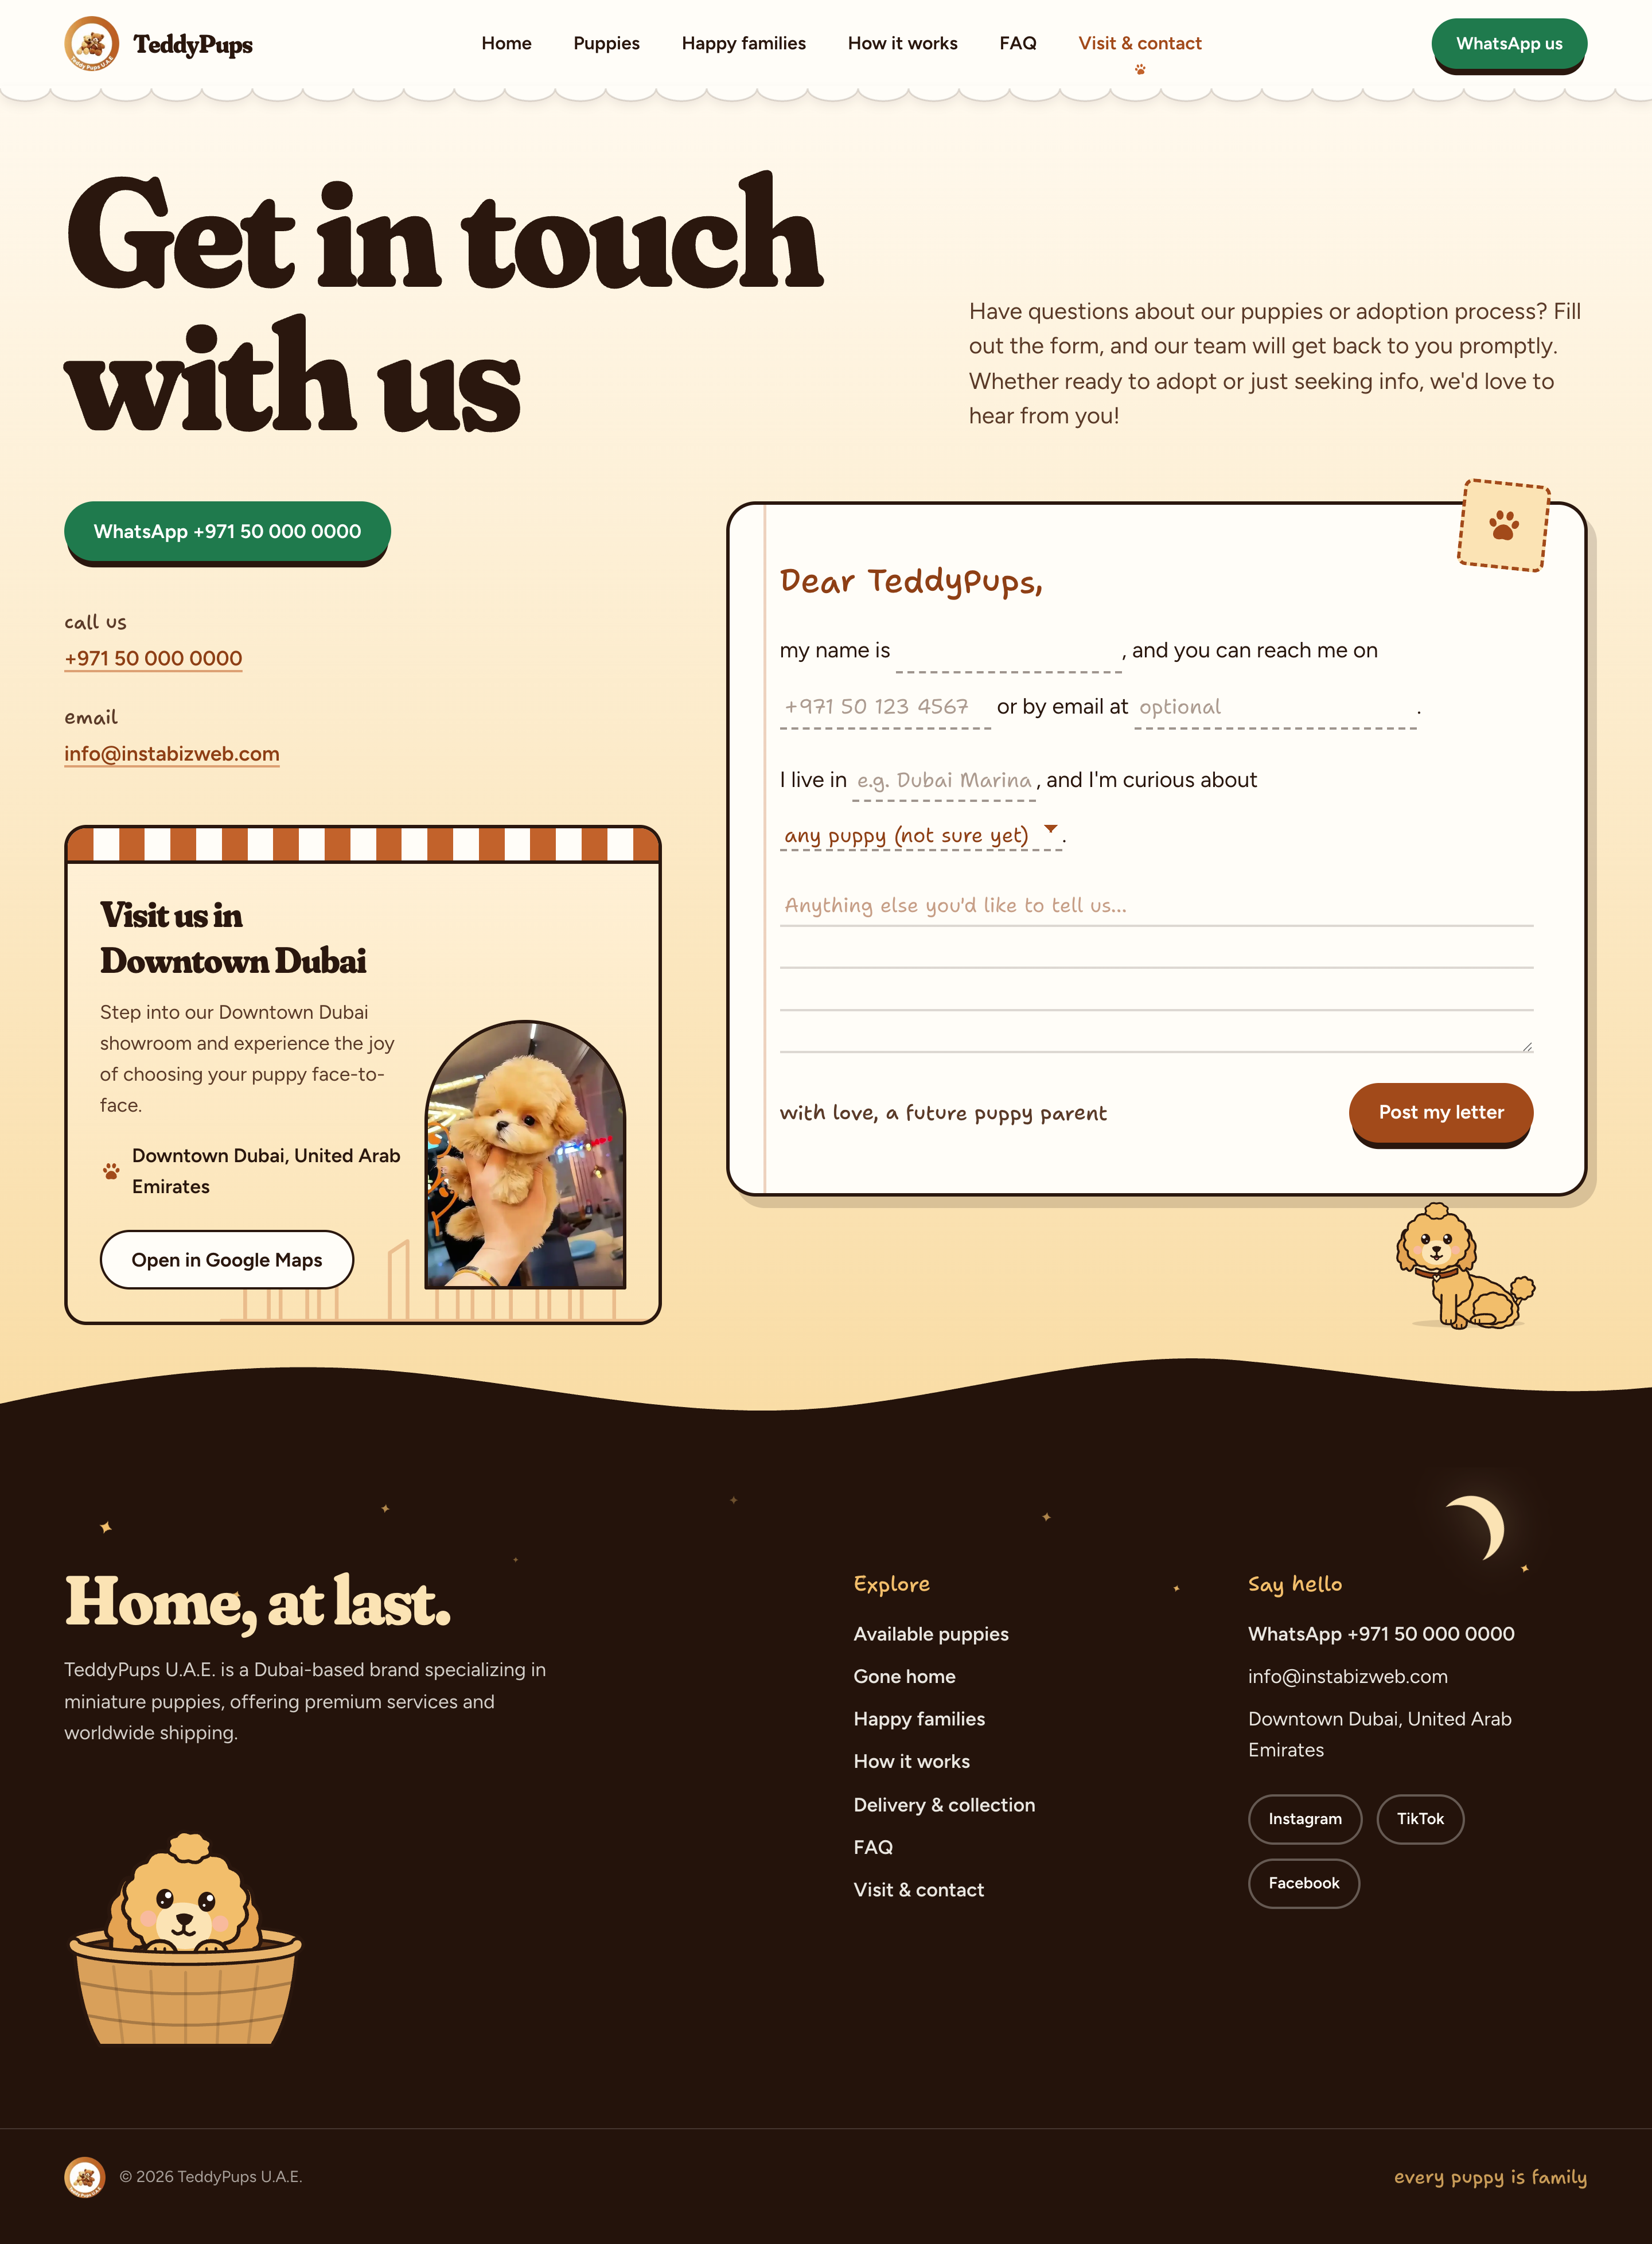 TeddyPups
Home
Puppies
Happy families
How it works
FAQ
Visit & contact
WhatsApp us
Get in touch
with us
Have questions about our puppies or adoption process? Fill
out the form, and our team will get back to you promptly.
Whether ready to adopt or just seeking info, we'd love to
hear from you!
WhatsApp +971 50 000 0000
call us
+971 50 000 0000
email
info@instabizweb.com
Visit us in
Downtown Dubai
Step into our Downtown Dubai
showroom and experience the joy
of choosing your puppy face-to-
face.
Downtown Dubai, United Arab
Emirates
Open in Google Maps
Dear TeddyPups,
my name is , and you can reach me on
+971 50 123 4567 or by email at optional .
I live in e.g. Dubai Marina , and I'm curious about
any puppy (not sure yet) .
Anything else you'd like to tell us...
with love, a future puppy parent
Post my letter
Home, at last.
TeddyPups U.A.E. is a Dubai-based brand specializing in
miniature puppies, offering premium services and
worldwide shipping.
Explore
Available puppies
Gone home
Happy families
How it works
Delivery & collection
FAQ
Visit & contact
Say hello
WhatsApp +971 50 000 0000
info@instabizweb.com
Downtown Dubai, United Arab
Emirates
Instagram
TikTok
Facebook
© 2026 TeddyPups U.A.E.
every puppy is family